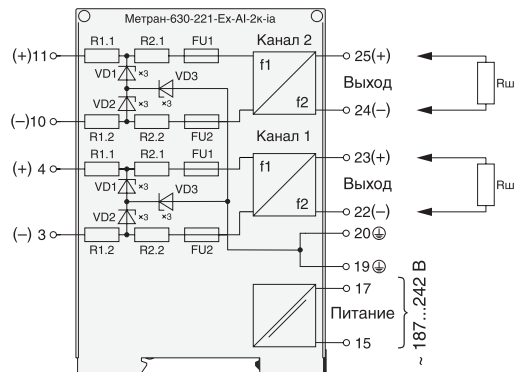 Метран-630-221-Ex-AI-2к-ia
R1.1 R2.1 FU1 Канал 2
(+)11 25(+)
f1
VD1 ×3 VD3 Выход Rш
×3
VD2 ×3 f2
(–)10 24(–)
R1.2 R2.2 FU2 Канал 1
R1.1 R2.1 FU1
(+) 4 23(+)
f1
VD1 ×3 VD3 Выход Rш
×3
VD2 ×3 f2
(–) 3 22(–)
R1.2 R2.2 FU2
20
19
17
Питание
15
~ 187...242 В